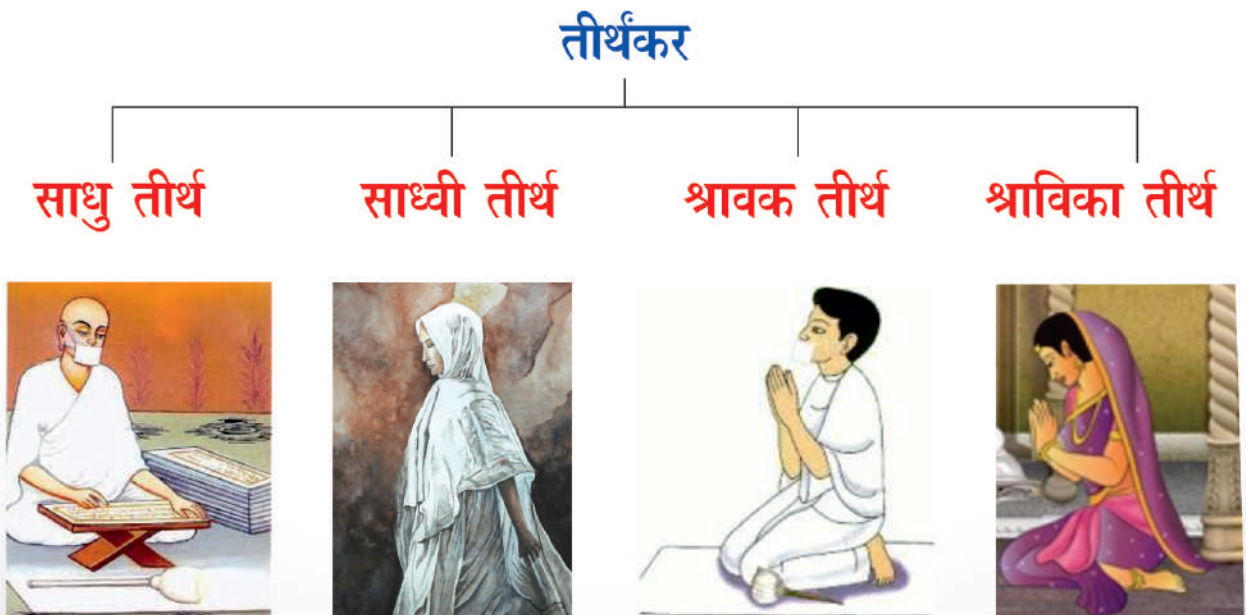 तीर्थंकर
साधु तीर्थ
साध्वी तीर्थ
श्रावक तीर्थ
श्राविका तीर्थ